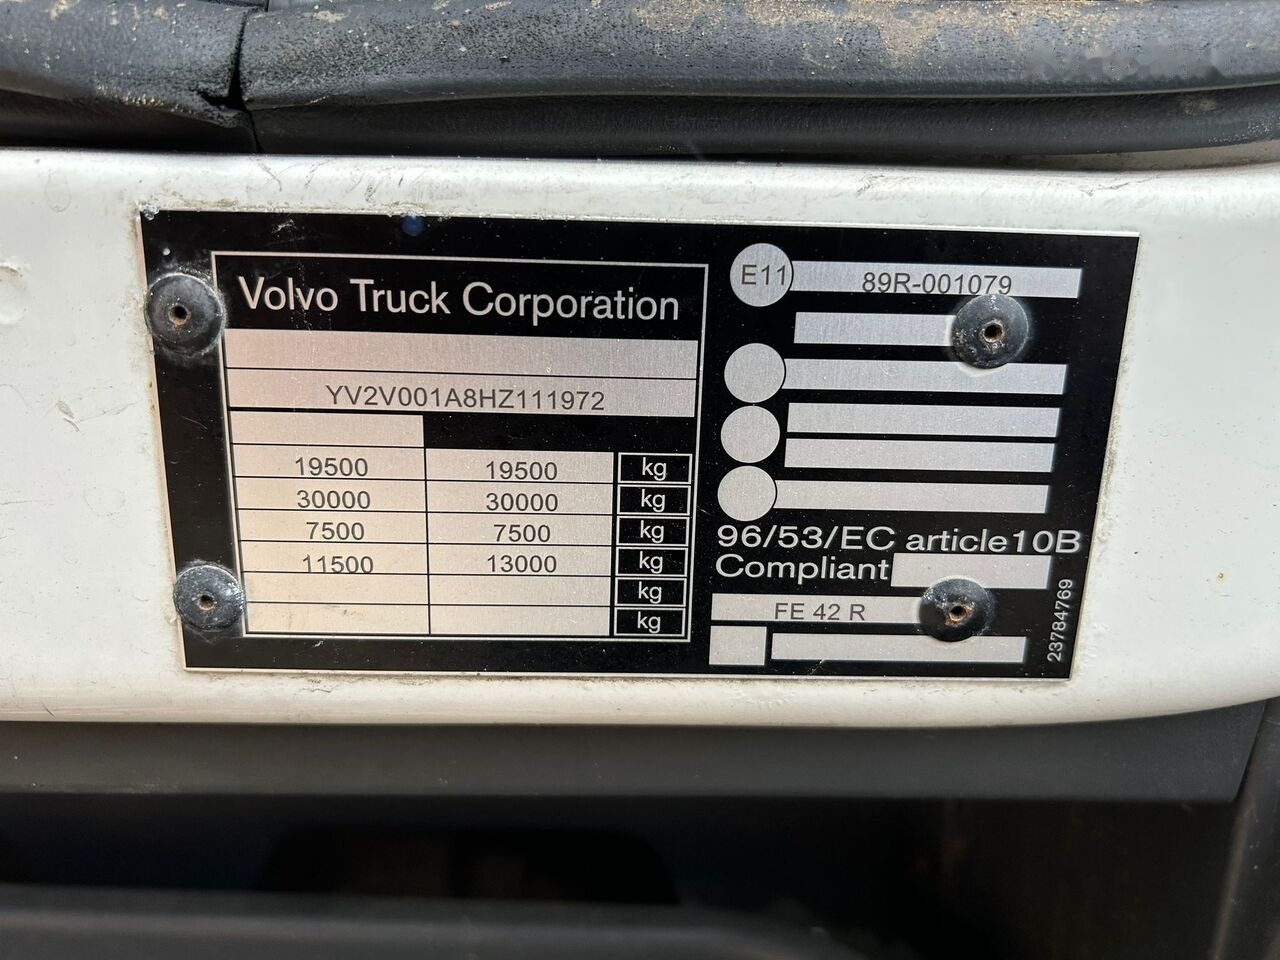 Volvo Truck Corporation
YV2V001A8HZ111972
19500 19500 kg
30000 30000 kg
7500 7500 kg
11500 13000 kg
kg
kg
E11 89R-001079
96/53/EC article10B
Compliant
FE 42 R
23784769